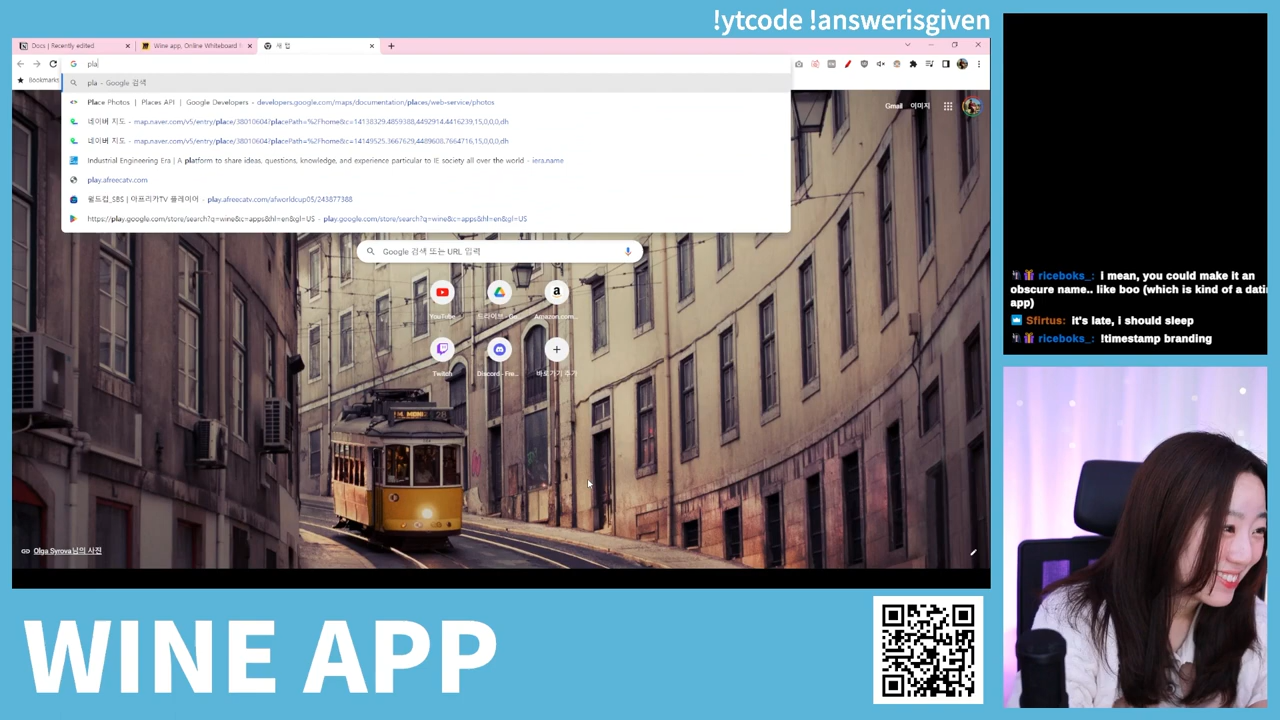 !ytcode !answerisgiven
Docs | Recently edited
Wine app, Online Whiteboard f
새 탭
pla
Bookmarks
pla - Google 검색
Place Photos | Places API | Google Developers - developers.google.com/maps/documentation/places/web-service/photos
네이버 지도 - map.naver.com/v5/entry/place/38010604?placePath=%2Fhome&c=14138329.4859388,4492914.4416239,15,0,0,0,dh
네이버 지도 - map.naver.com/v5/entry/place/38010604?placePath=%2Fhome&c=14149525.3667629,4489608.7664716,15,0,0,0,dh
Industrial Engineering Era | A platform to share ideas, questions, knowledge, and experience particular to IE society all over the world - iera.name
play.afreecatv.com
월드컵_SBS | 아프리카TV 플레이어 - play.afreecatv.com/afworldcup05/243877388
https://play.google.com/store/search?q=wine&c=apps&hl=en&gl=US - play.google.com/store/search?q=wine&c=apps&hl=en&gl=US
Gmail 이미지
Google 검색 또는 URL 입력
YouTube
드라이브 - Go...
Amazon.com...
Twitch
Discord - Fre...
바로가기 추가
28
Olga Syrova님의 사진
riceboks_: i mean, you could make it an
obscure name.. like boo (which is kind of a dati
app)
Sfirtus: it's late, i should sleep
riceboks_: !timestamp branding
WINE APP